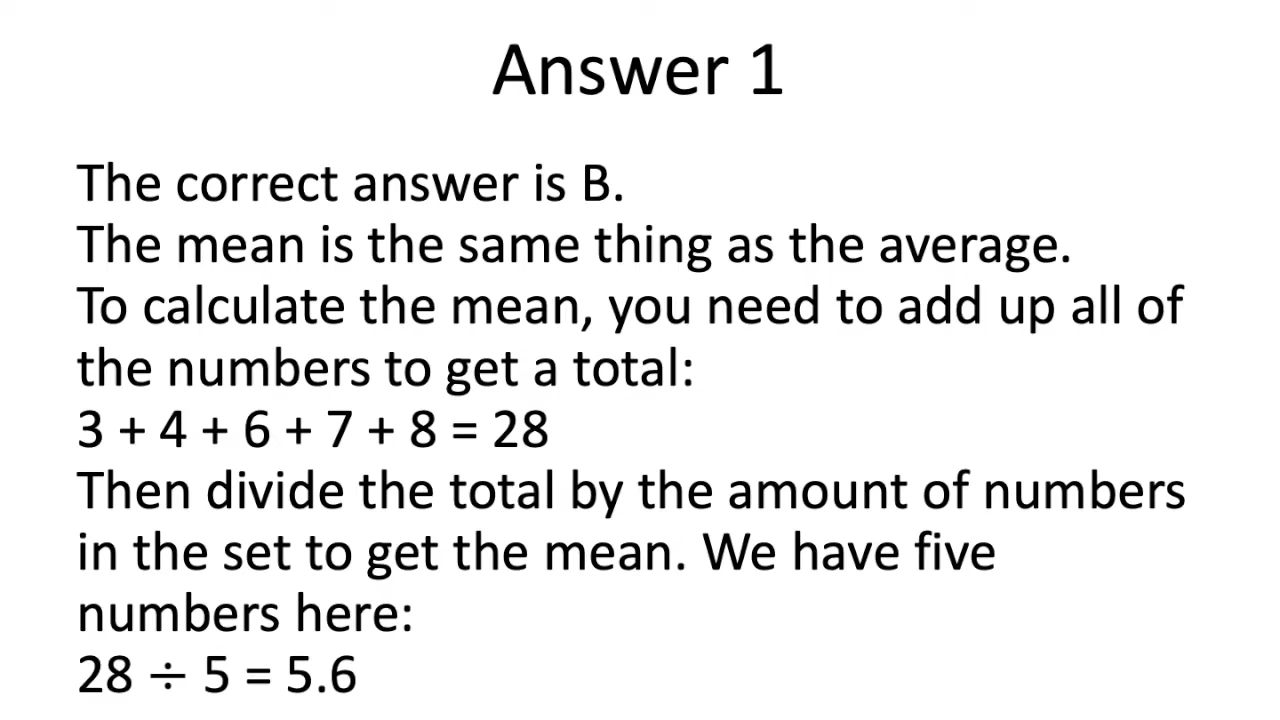 Answer 1
The correct answer is B.
The mean is the same thing as the average.
To calculate the mean, you need to add up all of
the numbers to get a total:
3 + 4 + 6 + 7 + 8 = 28
Then divide the total by the amount of numbers
in the set to get the mean. We have five
numbers here:
28 ÷ 5 = 5.6